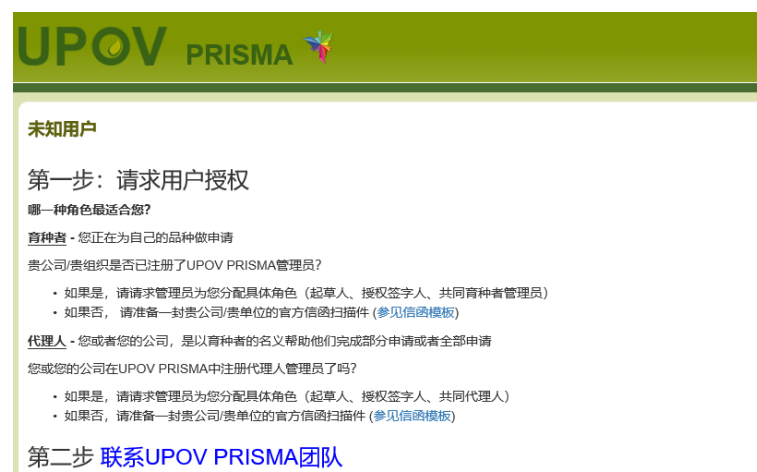 UPOV PRISMA
未知用户
第一步：请求用户授权
哪一种角色最适合您?
育种者 - 您正在为自己的品种做申请
贵公司/贵组织是否已注册了UPOV PRISMA管理员?
• 如果是，请请求管理员为您分配具体角色（起草人、授权签字人、共同育种者管理员）
• 如果否， 请准备一封贵公司/贵单位的官方信函扫描件 (参见信函模板)
代理人 - 您或者您的公司，是以育种者的名义帮助他们完成部分申请或者全部申请
您或您的公司在UPOV PRISMA中注册代理人管理员了吗?
• 如果是，请请求管理员为您分配具体角色（起草人、授权签字人、共同代理人）
• 如果否，请准备一封贵公司/贵单位的官方信函扫描件 (参见信函模板)
第二步 联系UPOV PRISMA团队